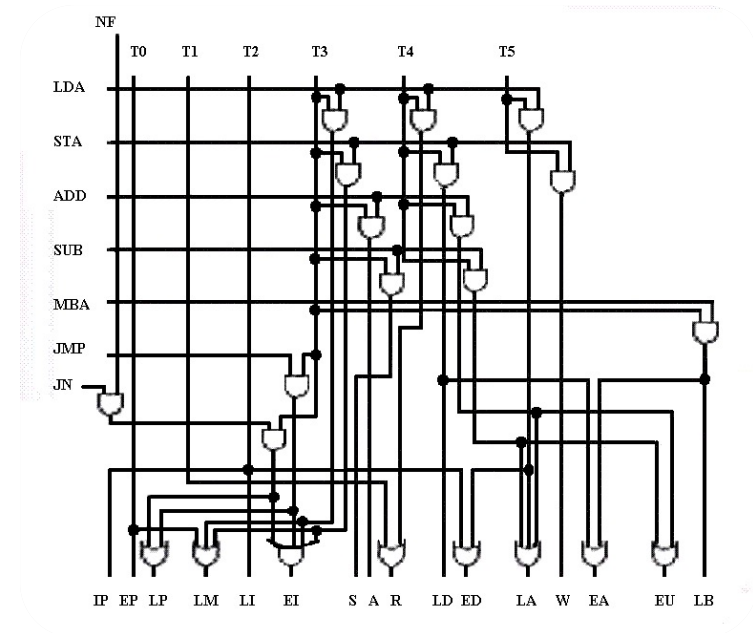 NF
T0 T1 T2 T3 T4 T5
LDA
STA
ADD
SUB
MBA
JMP
JN
IP EP LP LM LI EI S A R LD ED LA W EA EU LB